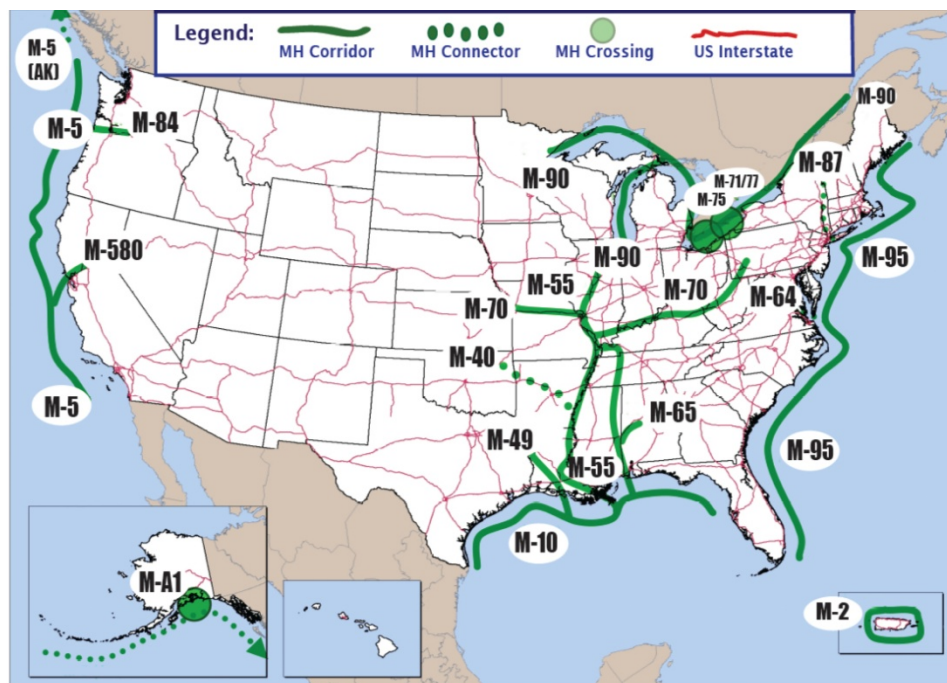 Legend:
MH Corridor
MH Connector
MH Crossing
US Interstate
M-5
(AK)
M-5
M-84
M-90
M-90
M-71/77
M-75
M-87
M-580
M-90
M-95
M-55
M-70
M-70
M-64
M-40
M-5
M-65
M-49
M-55
M-95
M-10
M-A1
M-2